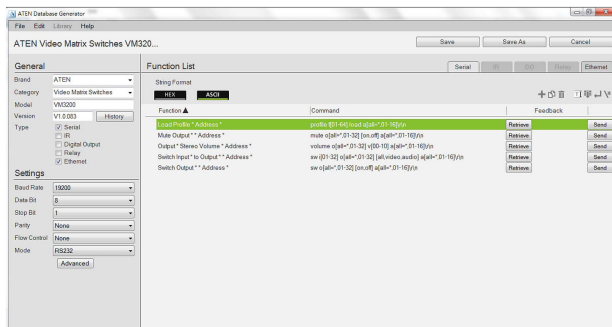 ATEN Database Generator
File Edit Library Help
ATEN Video Matrix Switches VM320...
Save Save As Cancel
General
Brand ATEN
Category Video Matrix Switches
Model VM3200
Version V1.0.083 History
Type Serial
IR
Digital Output
Relay
Ethernet
Settings
Baud Rate 19200
Data Bit 8
Stop Bit 1
Parity None
Flow Control None
Mode RS232
Advanced
Function List
Serial IR DO Relay Ethernet
String Format
HEX ASCII
Function Command Feedback
Load Profile * Address * profile f[01-64] load a[all=*,01-16]\r\n Retrieve Send
Mute Output * * Address * mute o[all=*,01-32] [on,off] a[all=*,01-16]\r\n Retrieve Send
Output * Stereo Volume * Address * volume o[all=*,01-32] v[00-10] a[all=*,01-16]\r\n Retrieve Send
Switch Input * to Output * * Address * sw i[01-32] o[all=*,01-32] [all,video,audio] a[all=*,01-16]\r\n Retrieve Send
Switch Output * * Address * sw o[all=*,01-32] [on,off] a[all=*,01-16]\r\n Retrieve Send